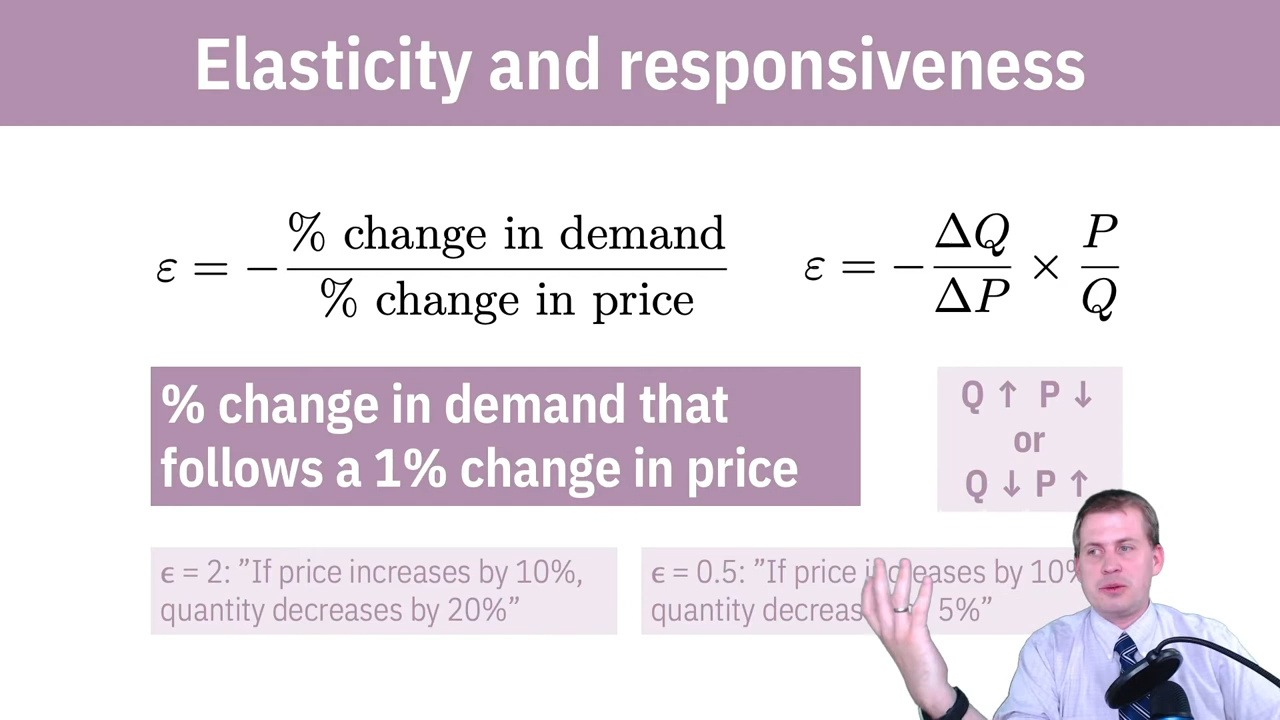 Elasticity and responsiveness
ε = − % change in demand / % change in price
ε = − ΔQ / ΔP × P / Q
% change in demand that
follows a 1% change in price
Q ↑ P ↓
or
Q ↓ P ↑
ϵ = 2: ”If price increases by 10%,
quantity decreases by 20%”
ϵ = 0.5: ”If price increases by 10%
quantity 5%”